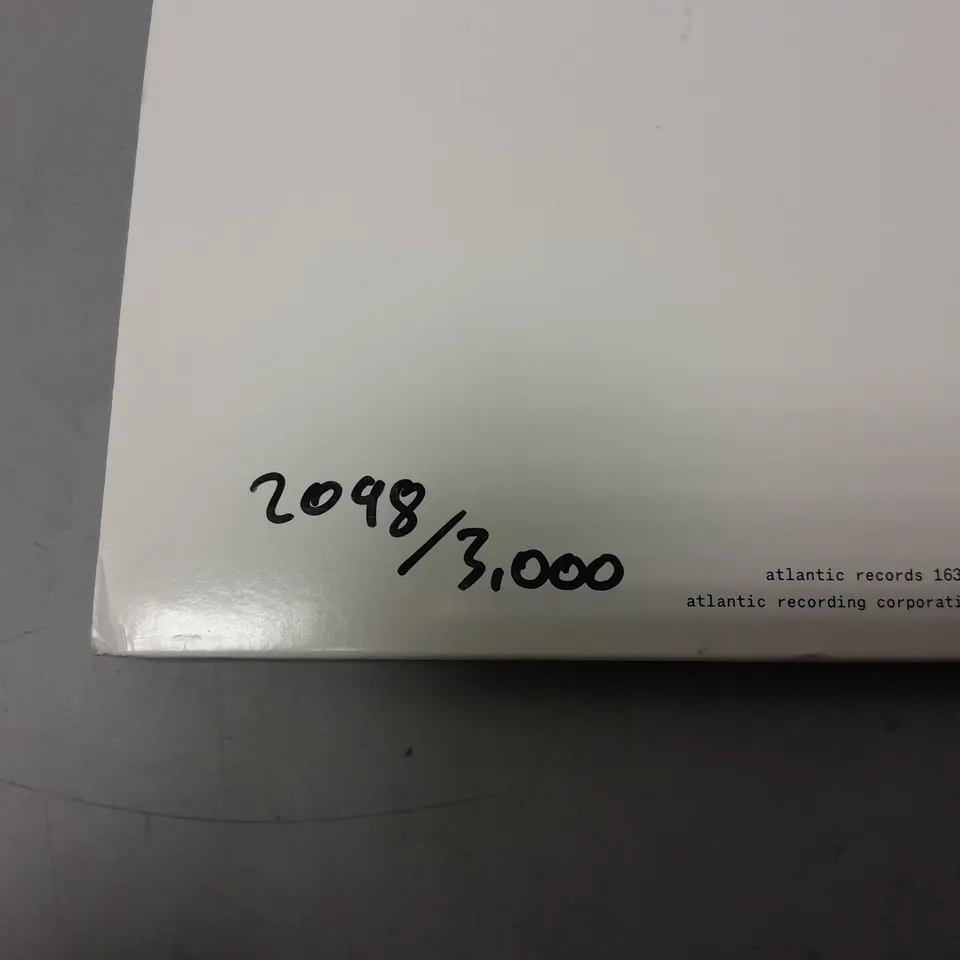 2098/3,000
atlantic records 163
atlantic recording corporati